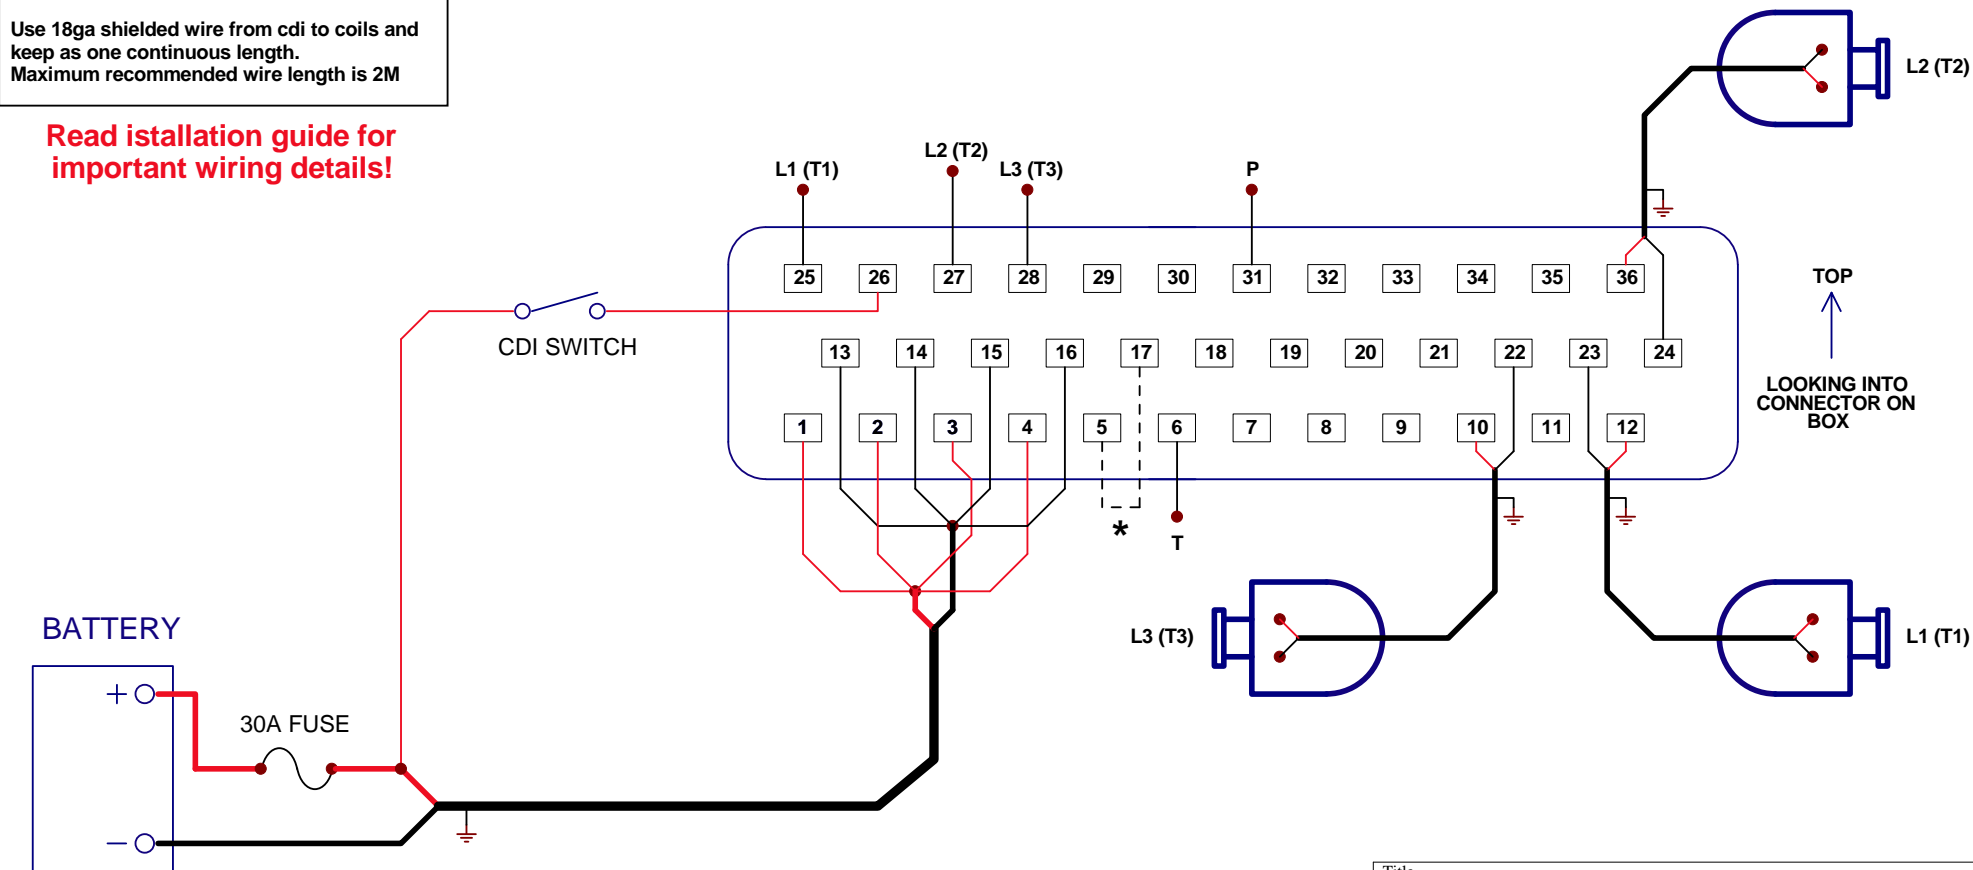 Use 18ga shielded wire from cdi to coils and
keep as one continuous length.
Maximum recommended wire length is 2M
Read istallation guide for
important wiring details!
L2 (T2)
L1 (T1)
L2 (T2)
L3 (T3)
P
25 26 27 28 29 30 31 32 33 34 35 36
TOP
CDI SWITCH
13 14 15 16 17 18 19 20 21 22 23 24
LOOKING INTO
CONNECTOR ON
BOX
1 2 3 4 5 6 7 8 9 10 11 12
*
T
BATTERY
L3 (T3)
L1 (T1)
+
30A FUSE
−
Title